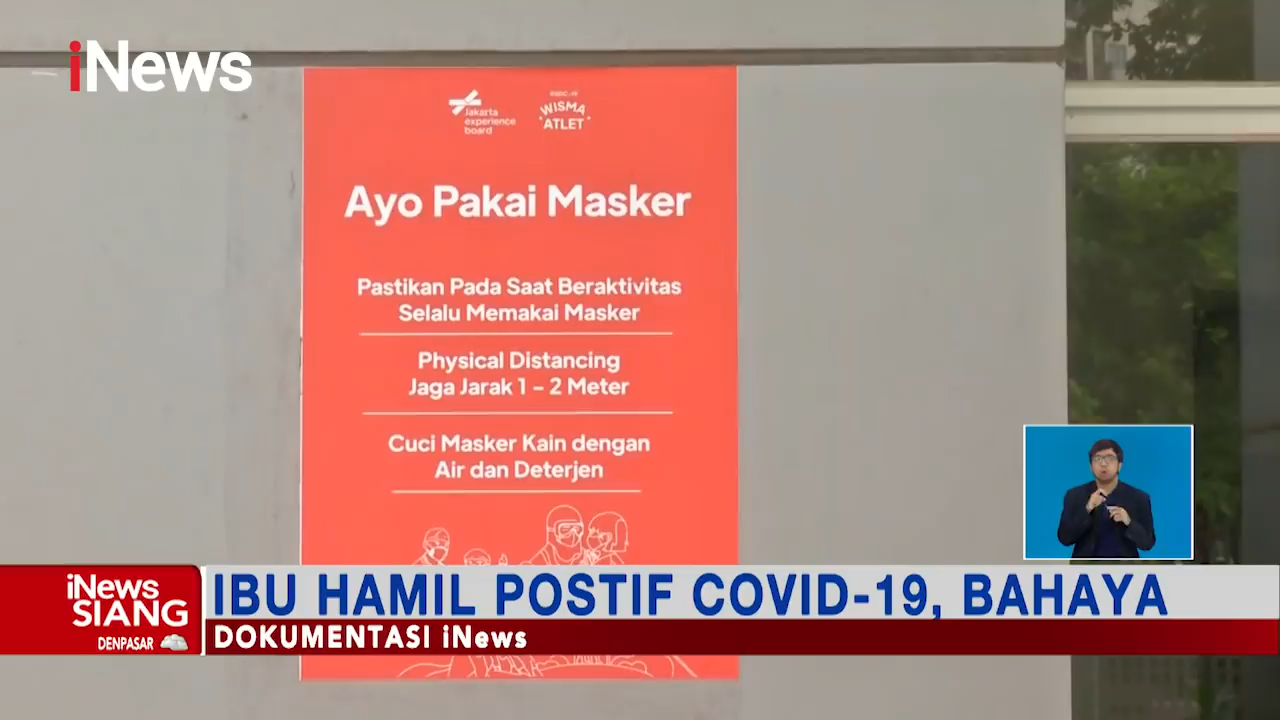 iNews
Jakarta
experience
board
WISMA
ATLET
Ayo Pakai Masker
Pastikan Pada Saat Beraktivitas
Selalu Memakai Masker
Physical Distancing
Jaga Jarak 1 - 2 Meter
Cuci Masker Kain dengan
Air dan Deterjen
iNews
SIANG
DENPASAR
IBU HAMIL POSTIF COVID-19, BAHAYA
DOKUMENTASI iNews